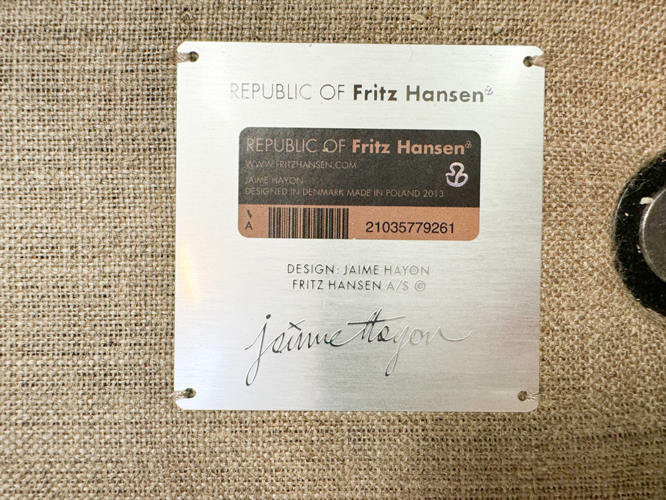 REPUBLIC OF Fritz Hansen
REPUBLIC OF Fritz Hansen
WWW.FRITZHANSEN.COM
JAIME HAYON
DESIGNED IN DENMARK MADE IN POLAND 2013
A
21035779261
DESIGN: JAIME HAYON
FRITZ HANSEN A/S ©
jaime Hayon